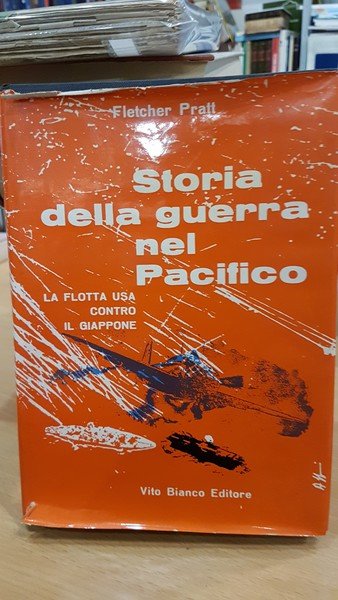 Fletcher Pratt
Storia
della guerra
nel
Pacifico
LA FLOTTA USA
CONTRO
IL GIAPPONE
Vito Bianco Editore